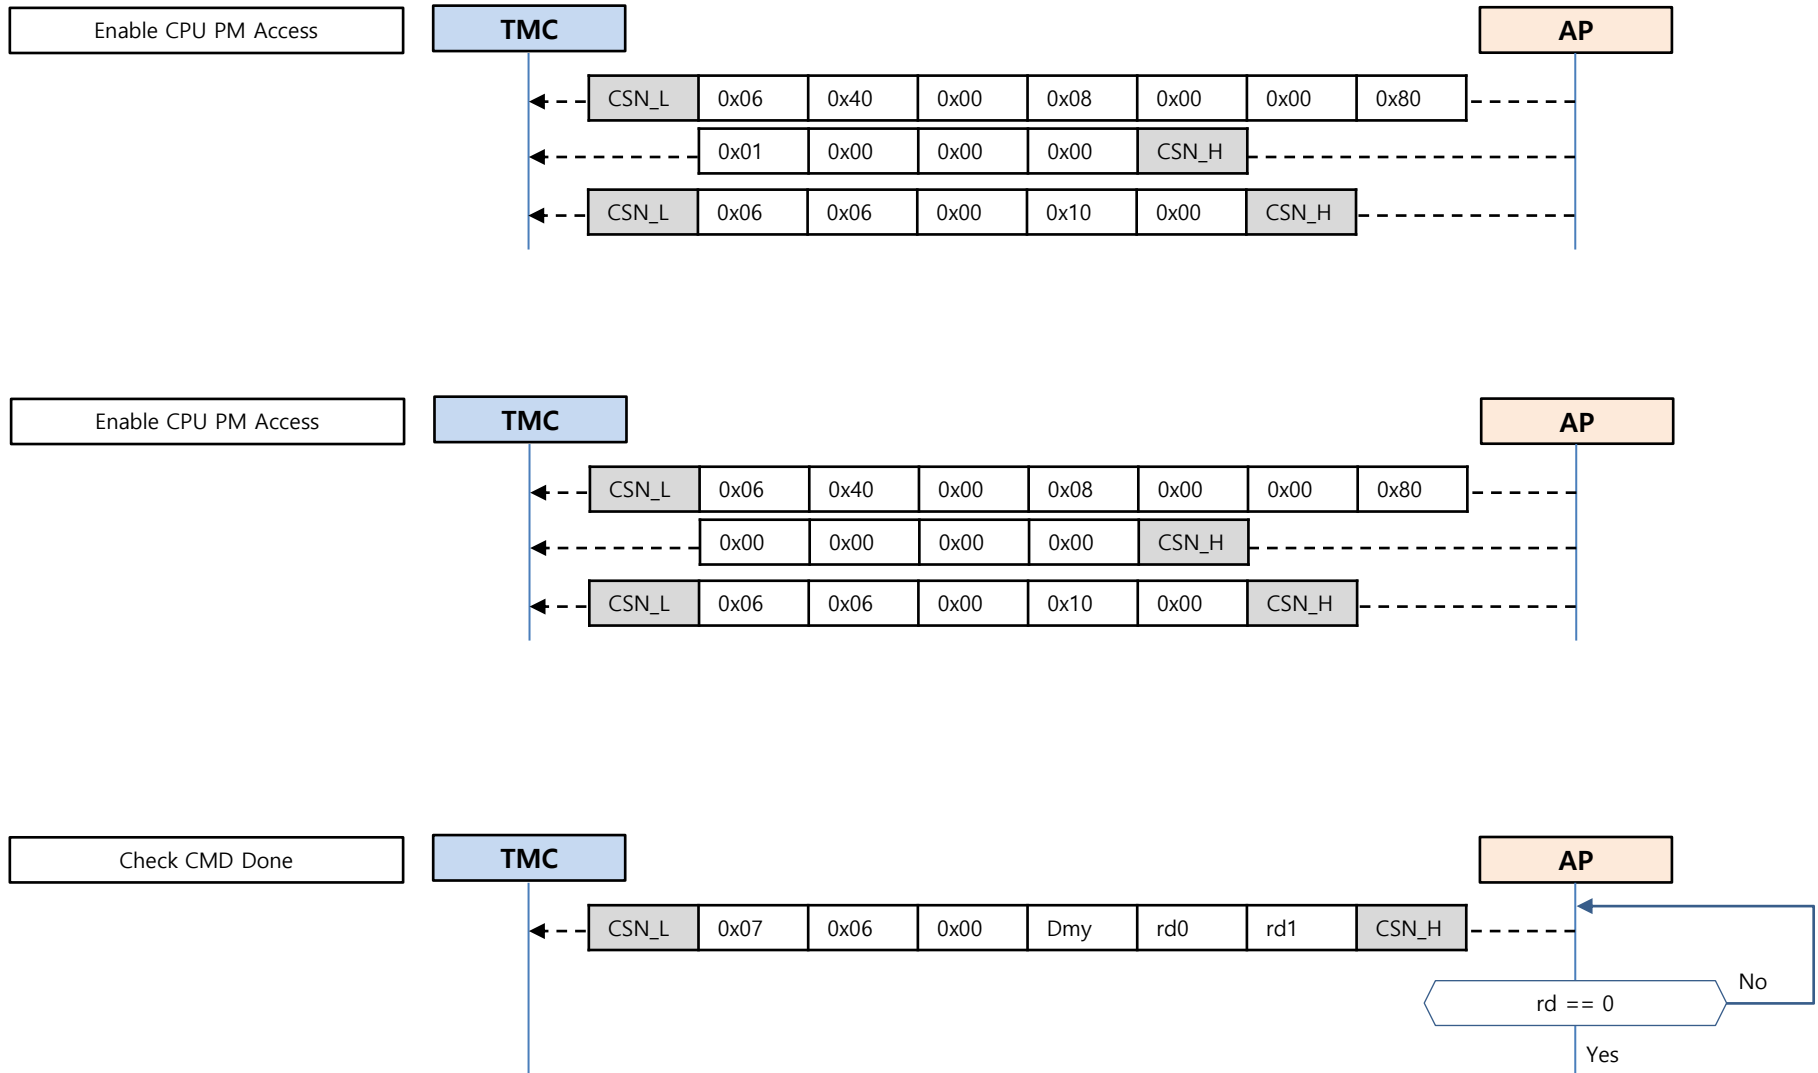 Enable CPU PM Access TMC AP
CSN_L 0x06 0x40 0x00 0x08 0x00 0x00 0x80
0x01 0x00 0x00 0x00 CSN_H
CSN_L 0x06 0x06 0x00 0x10 0x00 CSN_H
Enable CPU PM Access TMC AP
CSN_L 0x06 0x40 0x00 0x08 0x00 0x00 0x80
0x00 0x00 0x00 0x00 CSN_H
CSN_L 0x06 0x06 0x00 0x10 0x00 CSN_H
Check CMD Done TMC AP
CSN_L 0x07 0x06 0x00 Dmy rd0 rd1 CSN_H
No
rd == 0
Yes